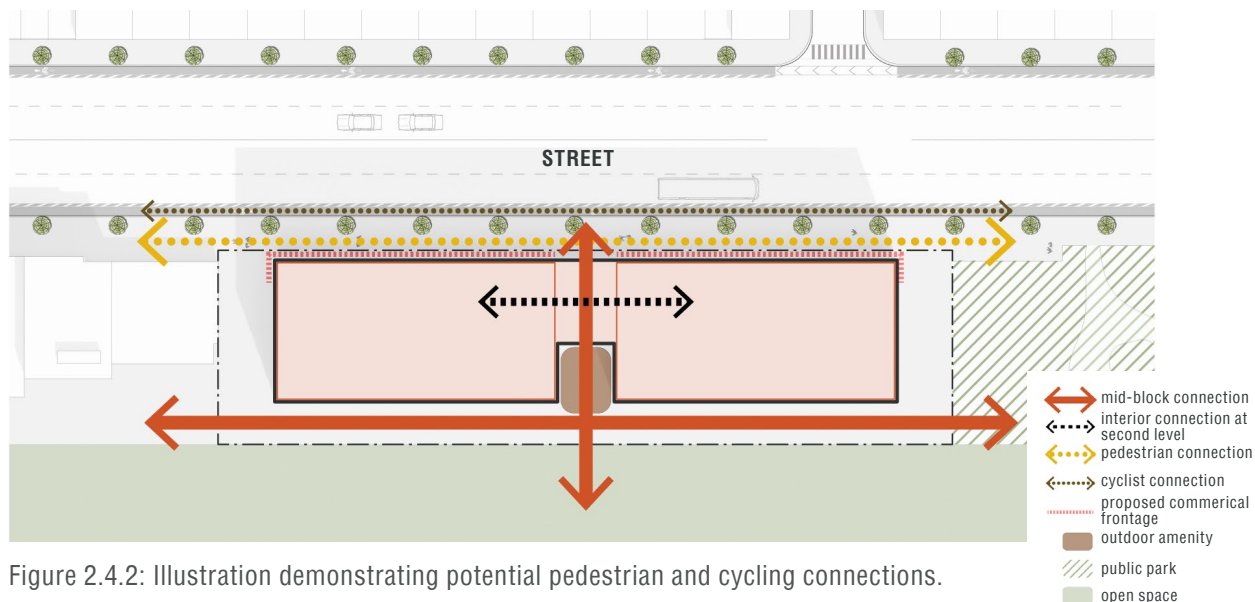 STREET
mid-block connection
interior connection at
second level
pedestrian connection
cyclist connection
proposed commerical
frontage
outdoor amenity
public park
open space
Figure 2.4.2: Illustration demonstrating potential pedestrian and cycling connections.